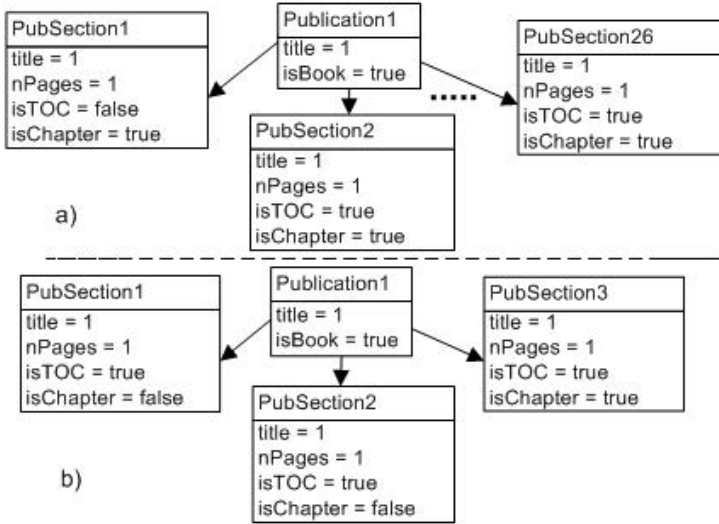 PubSection1
title = 1
nPages = 1
isTOC = false
isChapter = true
Publication1
title = 1
isBook = true
PubSection26
title = 1
nPages = 1
isTOC = true
isChapter = true
PubSection2
title = 1
nPages = 1
isTOC = true
isChapter = true
a)
PubSection1
title = 1
nPages = 1
isTOC = true
isChapter = false
Publication1
title = 1
isBook = true
PubSection3
title = 1
nPages = 1
isTOC = true
isChapter = true
PubSection2
title = 1
nPages = 1
isTOC = true
isChapter = false
b)